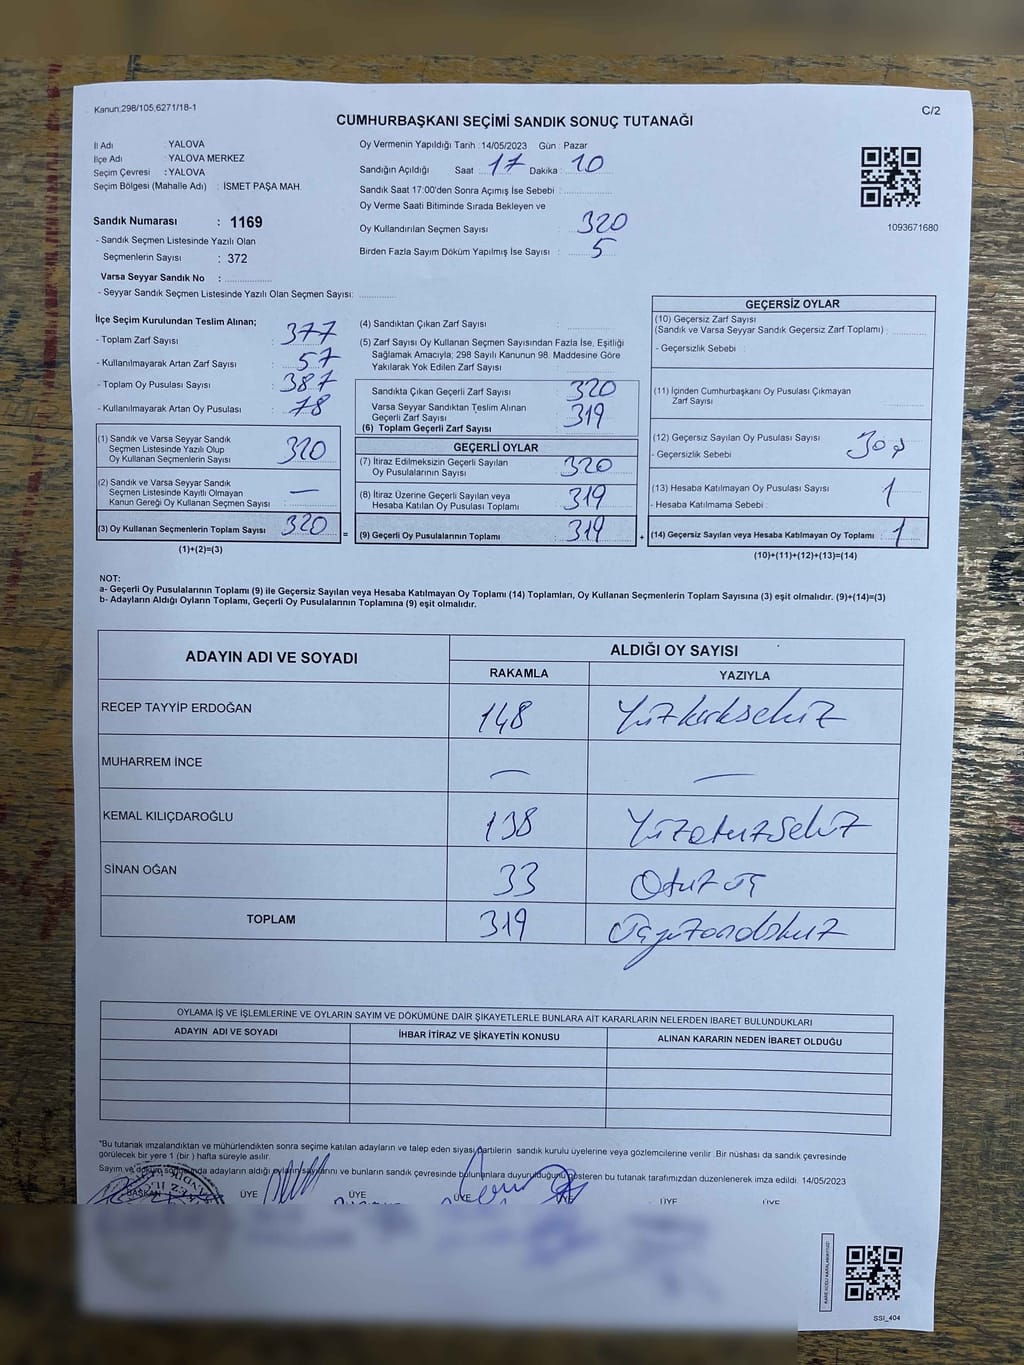 Kanun,298/105,6271/18-1
C/2
CUMHURBAŞKANI SEÇİMİ SANDIK SONUÇ TUTANAĞI
İl Adı : YALOVA
İlçe Adı : YALOVA MERKEZ
Seçim Çevresi : YALOVA
Seçim Bölgesi (Mahalle Adı) : İSMET PAŞA MAH.
Sandık Numarası : 1169
- Sandık Seçmen Listesinde Yazılı Olan
Seçmenlerin Sayısı : 372
Varsa Seyyar Sandık No :
- Seyyar Sandık Seçmen Listesinde Yazılı Olan Seçmen Sayısı:
Oy Vermenin Yapıldığı Tarih :14/05/2023 Gün : Pazar
Sandığın Açıldığı Saat : 17 Dakika : 10
Sandık Saat 17:00'den Sonra Açımış İse Sebebi :
Oy Verme Saati Bitiminde Sırada Bekleyen ve
Oy Kullandırılan Seçmen Sayısı : 320
Birden Fazla Sayım Döküm Yapılmış İse Sayısı : 5
1093671680
İlçe Seçim Kurulundan Teslim Alınan;
- Toplam Zarf Sayısı : 377
- Kullanılmayarak Artan Zarf Sayısı : 57
- Toplam Oy Pusulası Sayısı : 387
- Kullanılmayarak Artan Oy Pusulası : 78
(1) Sandık ve Varsa Seyyar Sandık
Seçmen Listesinde Yazılı Olup
Oy Kullanan Seçmenlerin Sayısı : 320
(2) Sandık ve Varsa Seyyar Sandık
Seçmen Listesinde Kayıtlı Olmayan
Kanun Gereği Oy Kullanan Seçmen Sayısı : —
(3) Oy Kullanan Seçmenlerin Toplam Sayısı : 320 =
(1)+(2)=(3)
(4) Sandıktan Çıkan Zarf Sayısı :
(5) Zarf Sayısı Oy Kullanan Seçmen Sayısından Fazla İse, Eşitliği
Sağlamak Amacıyla; 298 Sayılı Kanunun 98. Maddesine Göre
Yakılarak Yok Edilen Zarf Sayısı :
Sandıkta Çıkan Geçerli Zarf Sayısı : 320
Varsa Seyyar Sandıktan Teslim Alınan
Geçerli Zarf Sayısı : 319
(6) Toplam Geçerli Zarf Sayısı :
GEÇERLİ OYLAR
(7) İtiraz Edilmeksizin Geçerli Sayılan
Oy Pusulalarının Sayısı : 320
(8) İtiraz Üzerine Geçerli Sayılan veya
Hesaba Katılan Oy Pusulası Toplamı : 319
(9) Geçerli Oy Pusulalarının Toplamı : 319 +
GEÇERSİZ OYLAR
(10) Geçersiz Zarf Sayısı
(Sandık ve Varsa Seyyar Sandık Geçersiz Zarf Toplamı) :
- Geçersizlik Sebebi :
(11) İçinden Cumhurbaşkanı Oy Pusulası Çıkmayan
Zarf Sayısı :
(12) Geçersiz Sayılan Oy Pusulası Sayısı :
- Geçersizlik Sebebi :
(13) Hesaba Katılmayan Oy Pusulası Sayısı : 1
- Hesaba Katılmama Sebebi :
(14) Geçersiz Sayılan veya Hesaba Katılmayan Oy Toplamı : 1
(10)+(11)+(12)+(13)=(14)
NOT:
a- Geçerli Oy Pusulalarının Toplamı (9) ile Geçersiz Sayılan veya Hesaba Katılmayan Oy Toplamı (14) Toplamları, Oy Kullanan Seçmenlerin Toplam Sayısına (3) eşit olmalıdır. (9)+(14)=(3)
b- Adayların Aldığı Oyların Toplamı, Geçerli Oy Pusulalarının Toplamına (9) eşit olmalıdır.
ADAYIN ADI VE SOYADI
ALDIĞI OY SAYISI
RAKAMLA YAZIYLA
RECEP TAYYİP ERDOĞAN 148 Yüzkırksekiz
MUHARREM İNCE — —
KEMAL KILIÇDAROĞLU 138 Yüzotuzsekiz
SİNAN OĞAN 33 Otuzüç
TOPLAM 319 Üçyüzondokuz
OYLAMA İŞ VE İŞLEMLERİNE VE OYLARIN SAYIM VE DÖKÜMÜNE DAİR ŞİKAYETLERLE BUNLARA AİT KARARLARIN NELERDEN İBARET BULUNDUKLARI
ADAYIN ADI VE SOYADI İHBAR İTİRAZ VE ŞİKAYETİN KONUSU ALINAN KARARIN NEDEN İBARET OLDUĞU
*Bu tutanak imzalandıktan ve mühürlendikten sonra seçime katılan adayların ve talep eden siyasi partilerin sandık kurulu üyelerine veya gözlemcilerine verilir .Bir nüshası da sandık çevresinde
görülecek bir yere 1 (bir ) hafta süreyle asılır.
Sayım ve döküm sonunda adayların aldığı oyların sayılarını ve bunların sandık çevresinde bulunanlara duyurulduğunu gösteren bu tutanak tarafımızdan düzenlenerek imza edildi. 14/05/2023
BAŞKAN ÜYE ÜYE ÜYE ÜYE ÜYE ÜYE
SSI_404